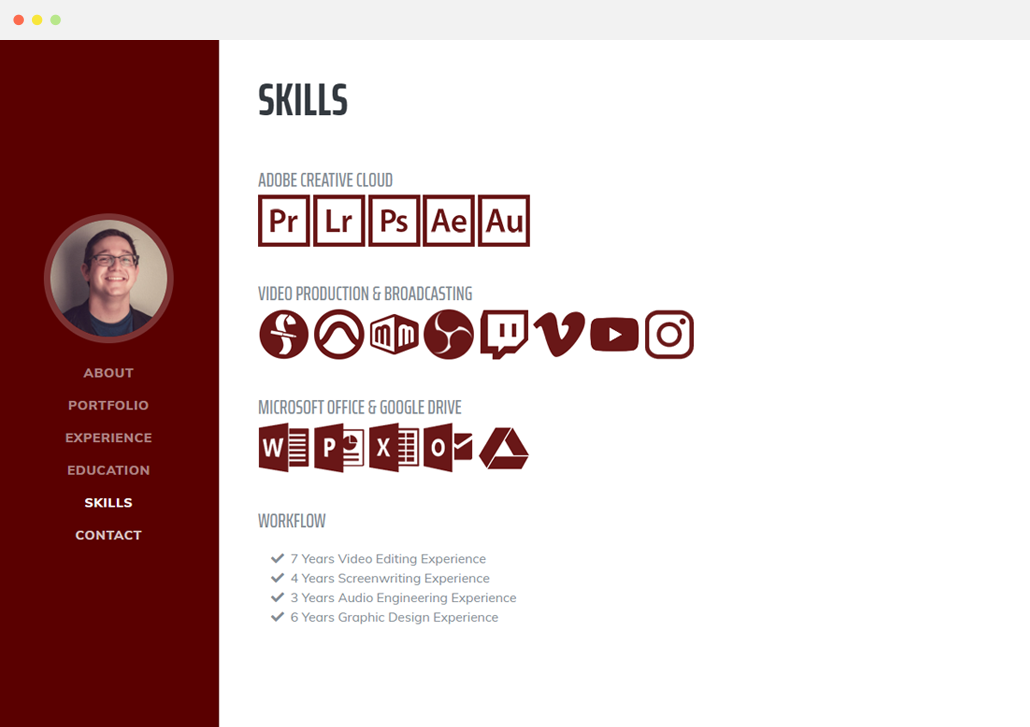 SKILLS
ADOBE CREATIVE CLOUD
Pr Lr Ps Ae Au
VIDEO PRODUCTION & BROADCASTING
MM
MICROSOFT OFFICE & GOOGLE DRIVE
W P X O
WORKFLOW
7 Years Video Editing Experience
4 Years Screenwriting Experience
3 Years Audio Engineering Experience
6 Years Graphic Design Experience
ABOUT
PORTFOLIO
EXPERIENCE
EDUCATION
SKILLS
CONTACT